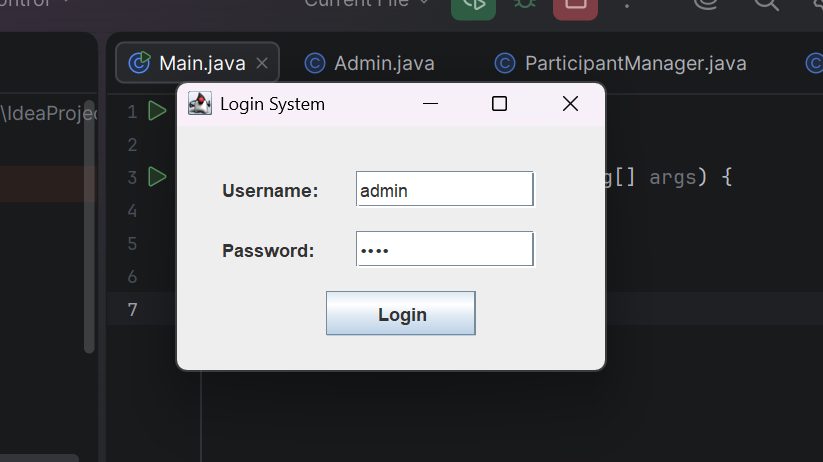 Current File
Main.java
Admin.java
ParticipantManager.java
Login System
\IdeaProje
1
2
3
g[] args) {
4
5
6
7
Username:
admin
Password:
••••
Login